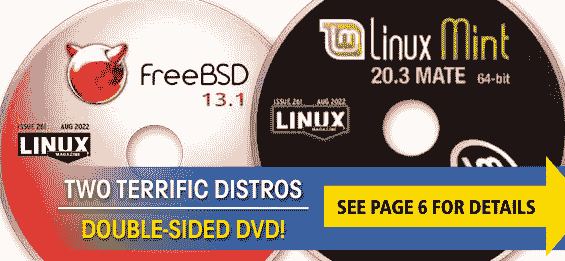 FreeBSD
13.1
ISSUE 261 AUG 2022
LINUX
MAGAZINE
Linux Mint
20.3 MATE 64-bit
ISSUE 261 AUG 2022
LINUX
MAGAZINE
TWO TERRIFIC DISTROS
DOUBLE-SIDED DVD!
SEE PAGE 6 FOR DETAILS